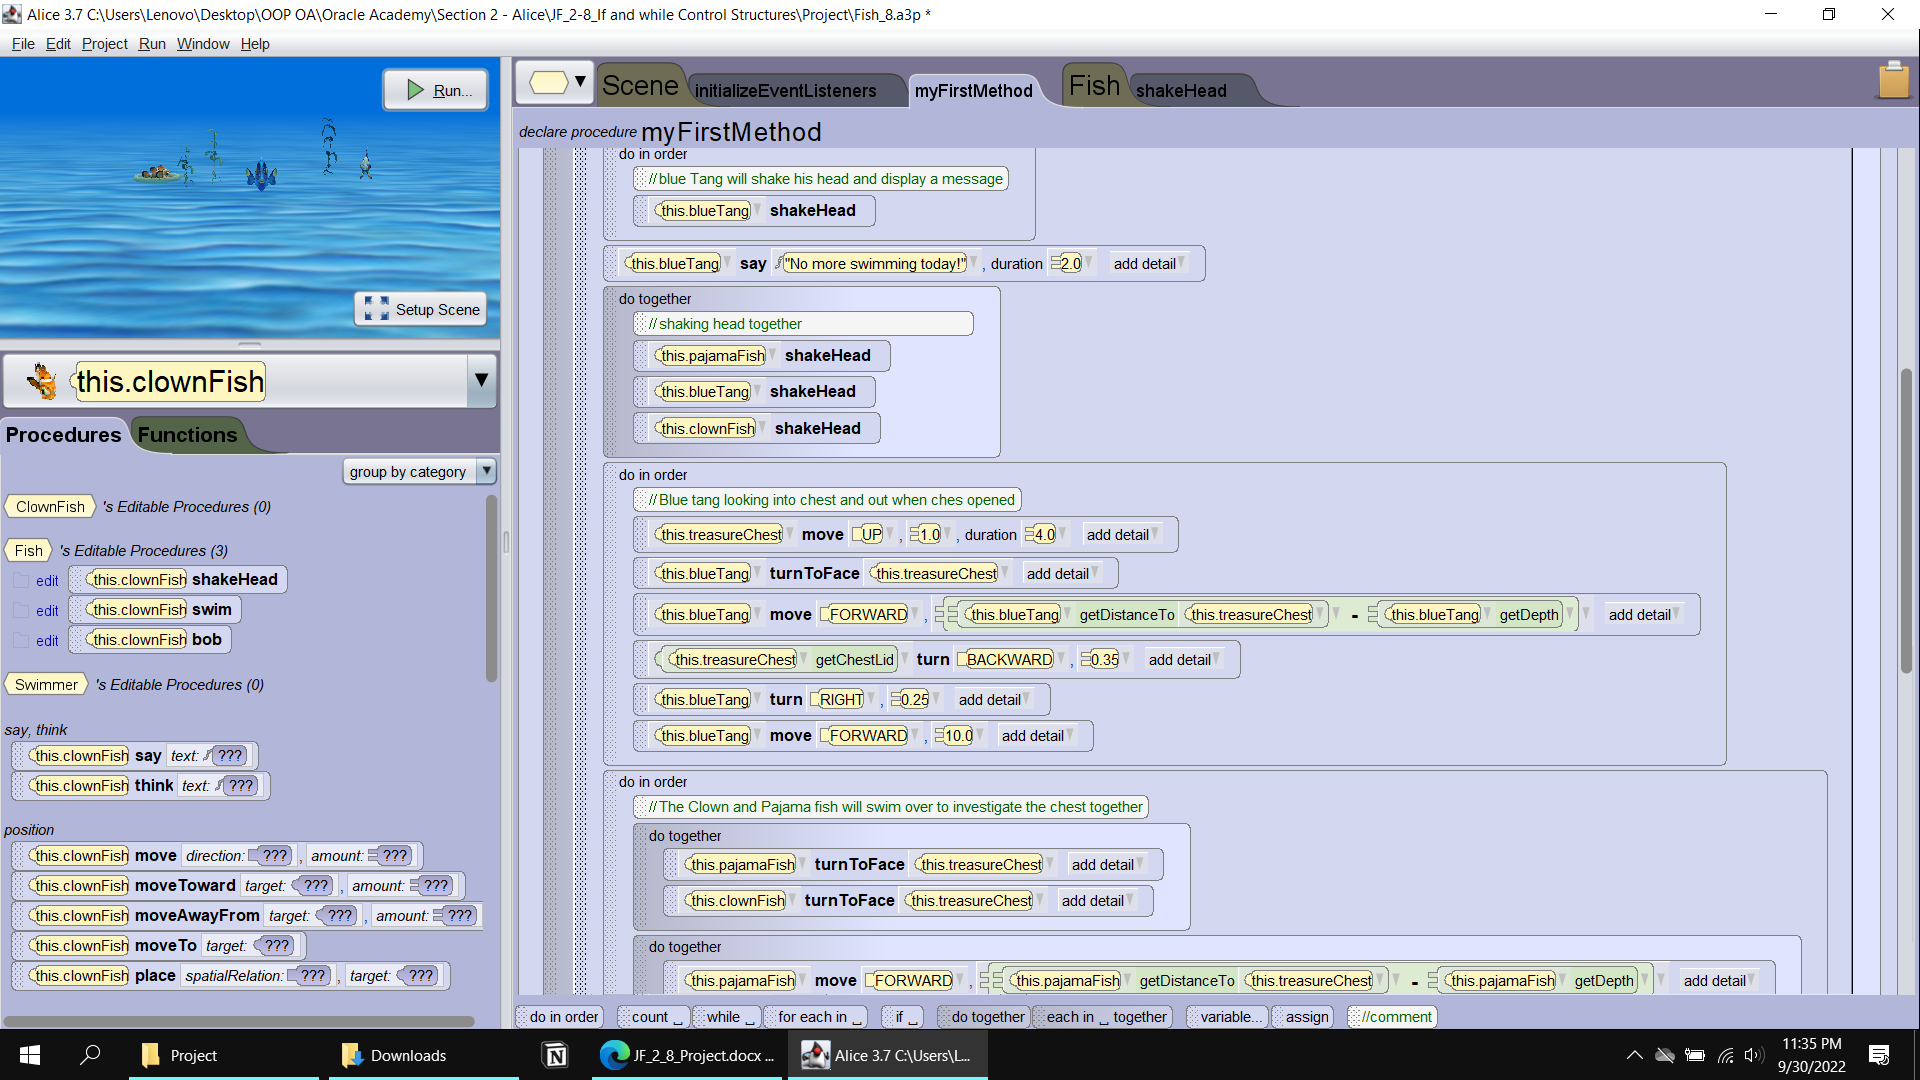 Alice 3.7 C:\Users\Lenovo\Desktop\OOP OA\Oracle Academy\Section 2 - Alice\JF_2-8_If and while Control Structures\Project\Fish_8.a3p *
File Edit Project Run Window Help
Run...
Setup Scene
this.clownFish
Procedures Functions
group by category
ClownFish 's Editable Procedures (0)
Fish 's Editable Procedures (3)
edit this.clownFish shakeHead
edit this.clownFish swim
edit this.clownFish bob
Swimmer 's Editable Procedures (0)
say, think
this.clownFish say text: ???
this.clownFish think text: ???
position
this.clownFish move direction: ??? , amount: ???
this.clownFish moveToward target: ??? , amount: ???
this.clownFish moveAwayFrom target: ??? , amount: ???
this.clownFish moveTo target: ???
this.clownFish place spatialRelation: ??? , target: ???
Scene initializeEventListeners myFirstMethod Fish shakeHead
declare procedure myFirstMethod
do in order
//blue Tang will shake his head and display a message
this.blueTang shakeHead
this.blueTang say "No more swimming today!" , duration 2.0 add detail
do together
//shaking head together
this.pajamaFish shakeHead
this.blueTang shakeHead
this.clownFish shakeHead
do in order
//Blue tang looking into chest and out when ches opened
this.treasureChest move UP , 1.0 , duration 4.0 add detail
this.blueTang turnToFace this.treasureChest add detail
this.blueTang move FORWARD , this.blueTang getDistanceTo this.treasureChest - this.blueTang getDepth add detail
this.treasureChest getChestLid turn BACKWARD , 0.35 add detail
this.blueTang turn RIGHT , 0.25 add detail
this.blueTang move FORWARD , 10.0 add detail
do in order
//The Clown and Pajama fish will swim over to investigate the chest together
do together
this.pajamaFish turnToFace this.treasureChest add detail
this.clownFish turnToFace this.treasureChest add detail
do together
this.pajamaFish move FORWARD , this.pajamaFish getDistanceTo this.treasureChest - this.pajamaFish getDepth add detail
do in order count _ while _ for each in _ if _ do together each in _ together variable... assign //comment
Project Downloads JF_2_8_Project.docx ... Alice 3.7 C:\Users\L...
11:35 PM
9/30/2022